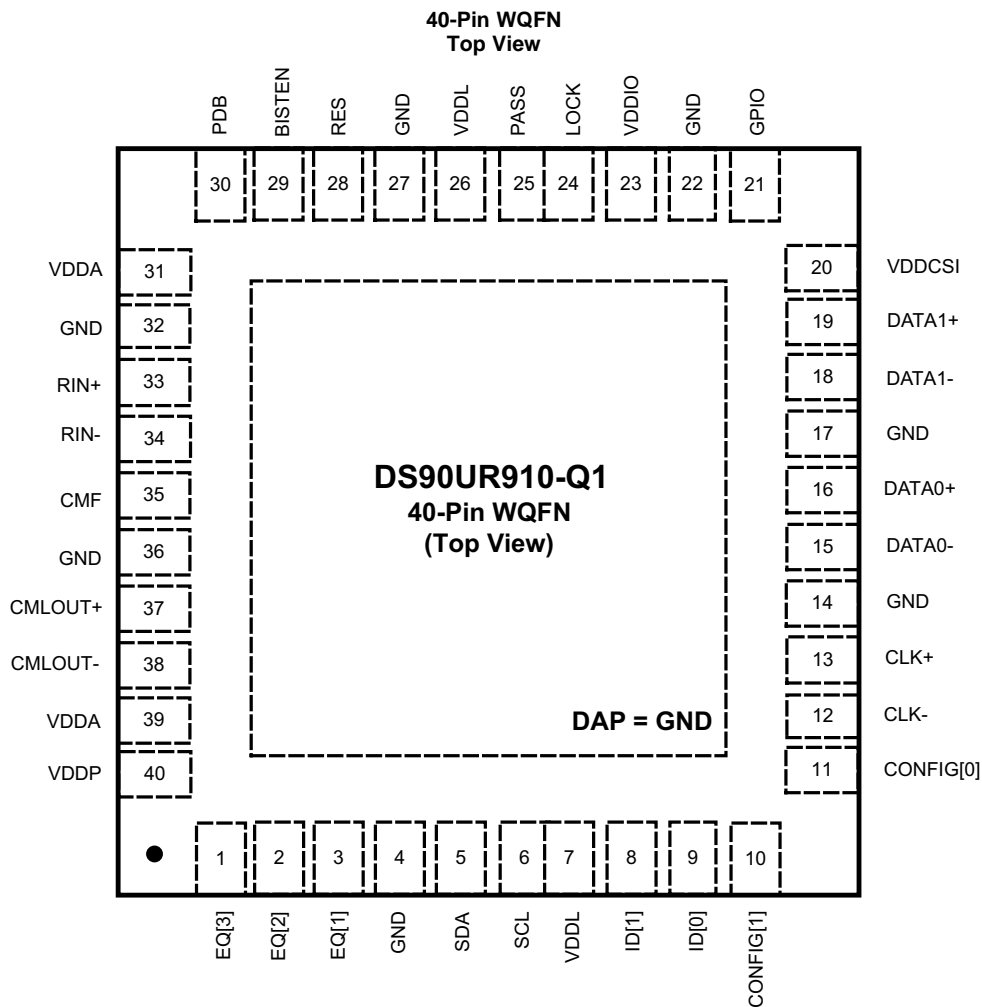 40-Pin WQFN
Top View
PDB
BISTEN
RES
GND
VDDL
PASS
LOCK
VDDIO
GND
GPIO
30
29
28
27
26
25
24
23
22
21
VDDA
31
GND
32
RIN+
33
RIN-
34
CMF
35
GND
36
CMLOUT+
37
CMLOUT-
38
VDDA
39
VDDP
40
DS90UR910-Q1
40-Pin WQFN
(Top View)
DAP = GND
20
VDDCSI
19
DATA1+
18
DATA1-
17
GND
16
DATA0+
15
DATA0-
14
GND
13
CLK+
12
CLK-
11
CONFIG[0]
1
2
3
4
5
6
7
8
9
10
EQ[3]
EQ[2]
EQ[1]
GND
SDA
SCL
VDDL
ID[1]
ID[0]
CONFIG[1]